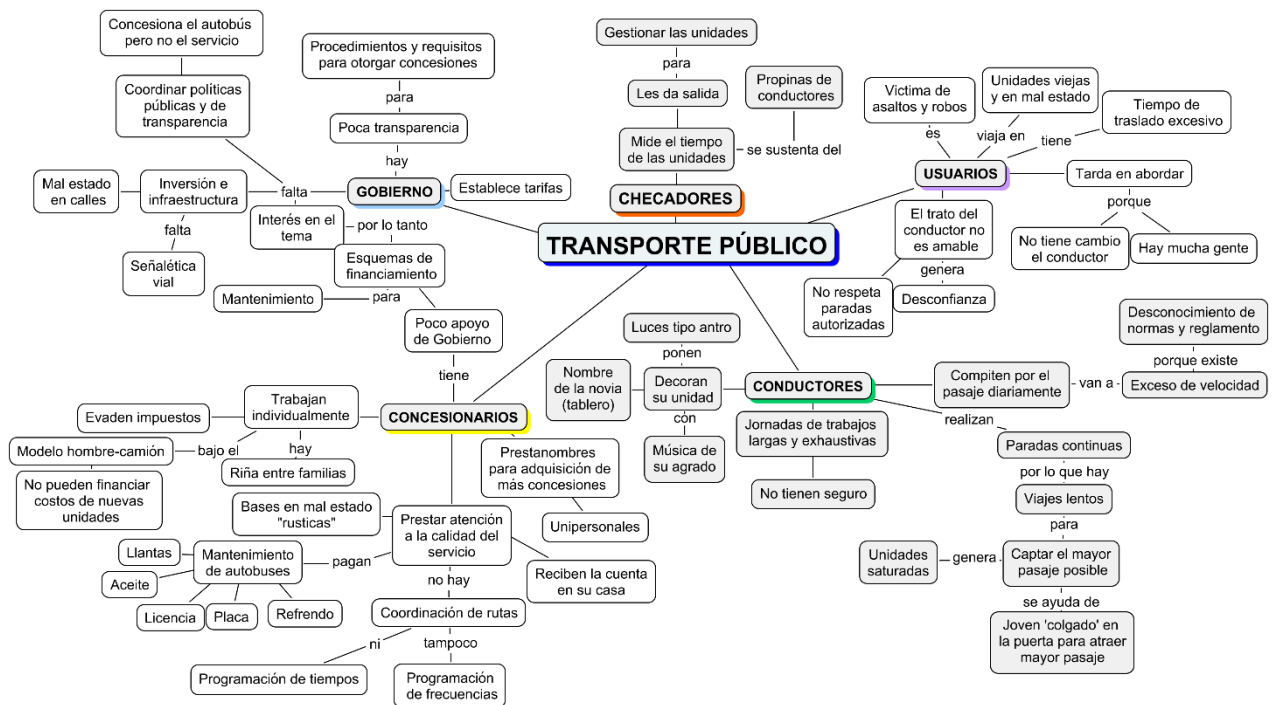 Concesiona el autobús
pero no el servicio
Coordinar políticas
públicas y de
transparencia
Procedimientos y requisitos
para otorgar concesiones
para
Poca transparencia
hay
GOBIERNO
Establece tarifas
falta
Inversión e
infraestructura
Mal estado
en calles
falta
Señalética
vial
Interés en el
tema
por lo tanto
Esquemas de
financiamiento
para
Mantenimiento
Poco apoyo
de Gobierno
tiene
Gestionar las unidades
para
Les da salida
Mide el tiempo
de las unidades
se sustenta del
Propinas de
conductores
CHECADORES
TRANSPORTE PÚBLICO
Victima de
asaltos y robos
es
Unidades viejas
y en mal estado
viaja en
Tiempo de
traslado excesivo
tiene
USUARIOS
Tarda en abordar
porque
No tiene cambio
el conductor
Hay mucha gente
El trato del
conductor no
es amable
genera
No respeta
paradas
autorizadas
Desconfianza
Luces tipo antro
ponen
Nombre
de la novia
(tablero)
Decoran
su unidad
con
Música de
su agrado
CONDUCTORES
Jornadas de trabajos
largas y exhaustivas
No tienen seguro
Compiten por el
pasaje diariamente
van a
Exceso de velocidad
porque existe
Desconocimiento de
normas y reglamento
realizan
Paradas continuas
por lo que hay
Viajes lentos
para
Captar el mayor
pasaje posible
genera
Unidades
saturadas
se ayuda de
Joven 'colgado' en
la puerta para atraer
mayor pasaje
CONCESIONARIOS
Trabajan
individualmente
Evaden impuestos
bajo el
Modelo hombre-camión
No pueden financiar
costos de nuevas
unidades
hay
Riña entre familias
Prestanombres
para adquisición de
más concesiones
Unipersonales
Bases en mal estado
"rusticas"
Prestar atención
a la calidad del
servicio
pagan
Mantenimiento
de autobuses
Llantas
Aceite
Licencia
Placa
Refrendo
Reciben la cuenta
en su casa
no hay
Coordinación de rutas
ni
tampoco
Programación de tiempos
Programación
de frecuencias